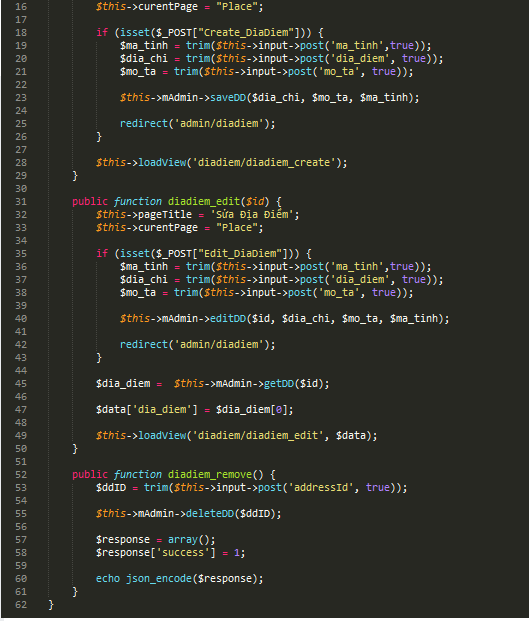 16 $this->curentPage = "Place";
17
18 if (isset($_POST["Create_DiaDiem"])) {
19 $ma_tinh = trim($this->input->post('ma_tinh',true));
20 $dia_chi = trim($this->input->post('dia_diem', true));
21 $mo_ta = trim($this->input->post('mo_ta', true));
22
23 $this->mAdmin->saveDD($dia_chi, $mo_ta, $ma_tinh);
24
25 redirect('admin/diadiem');
26 }
27
28 $this->loadView('diadiem/diadiem_create');
29 }
30
31 public function diadiem_edit($id) {
32 $this->pageTitle = 'Sửa Địa Điểm';
33 $this->curentPage = "Place";
34
35 if (isset($_POST["Edit_DiaDiem"])) {
36 $ma_tinh = trim($this->input->post('ma_tinh',true));
37 $dia_chi = trim($this->input->post('dia_diem', true));
38 $mo_ta = trim($this->input->post('mo_ta', true));
39
40 $this->mAdmin->editDD($id, $dia_chi, $mo_ta, $ma_tinh);
41
42 redirect('admin/diadiem');
43 }
44
45 $dia_diem = $this->mAdmin->getDD($id);
46
47 $data['dia_diem'] = $dia_diem[0];
48
49 $this->loadView('diadiem/diadiem_edit', $data);
50 }
51
52 public function diadiem_remove() {
53 $ddID = trim($this->input->post('addressId', true));
54
55 $this->mAdmin->deleteDD($ddID);
56
57 $response = array();
58 $response['success'] = 1;
59
60 echo json_encode($response);
61 }
62 }